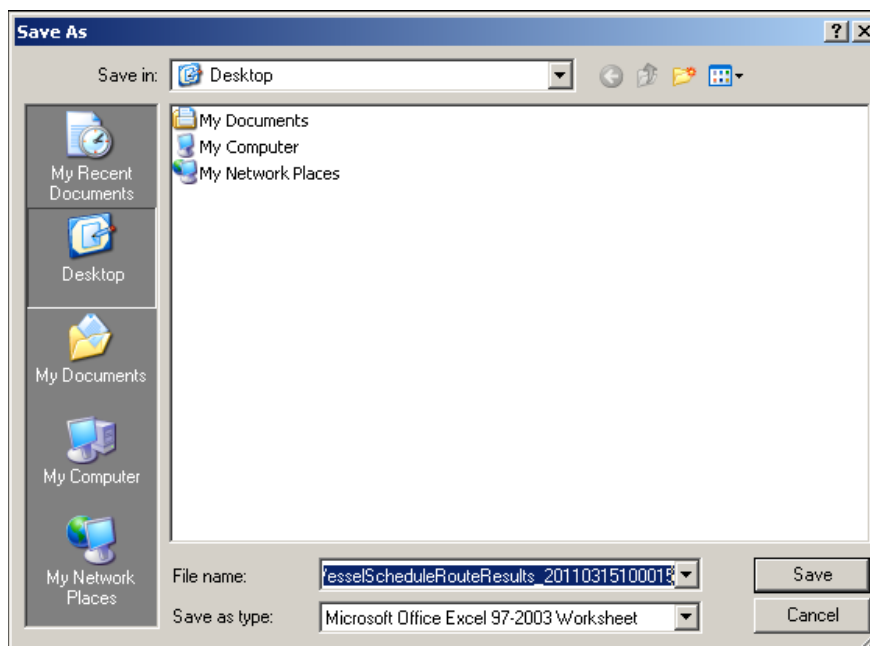 Save As
Save in:
Desktop
My Documents
My Computer
My Network Places
My Recent
Documents
Desktop
My Documents
My Computer
My Network
Places
File name:
VesselScheduleRouteResults_20110315100015
Save
Save as type:
Microsoft Office Excel 97-2003 Worksheet
Cancel